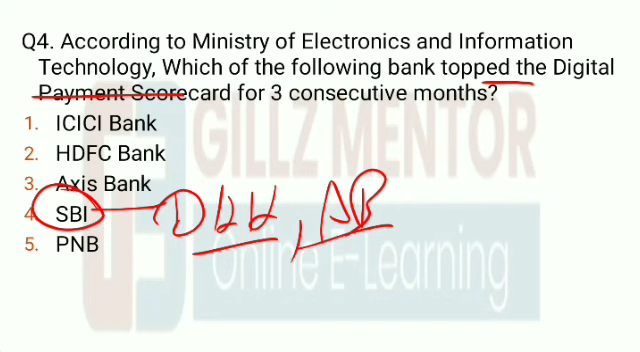 Q4. According to Ministry of Electronics and Information
Technology, Which of the following bank topped the Digital
Payment Scorecard for 3 consecutive months?
1. ICICI Bank
2. HDFC Bank
3. Axis Bank
4. SBI
5. PNB
GILLZ MENTOR
Online E-Learning